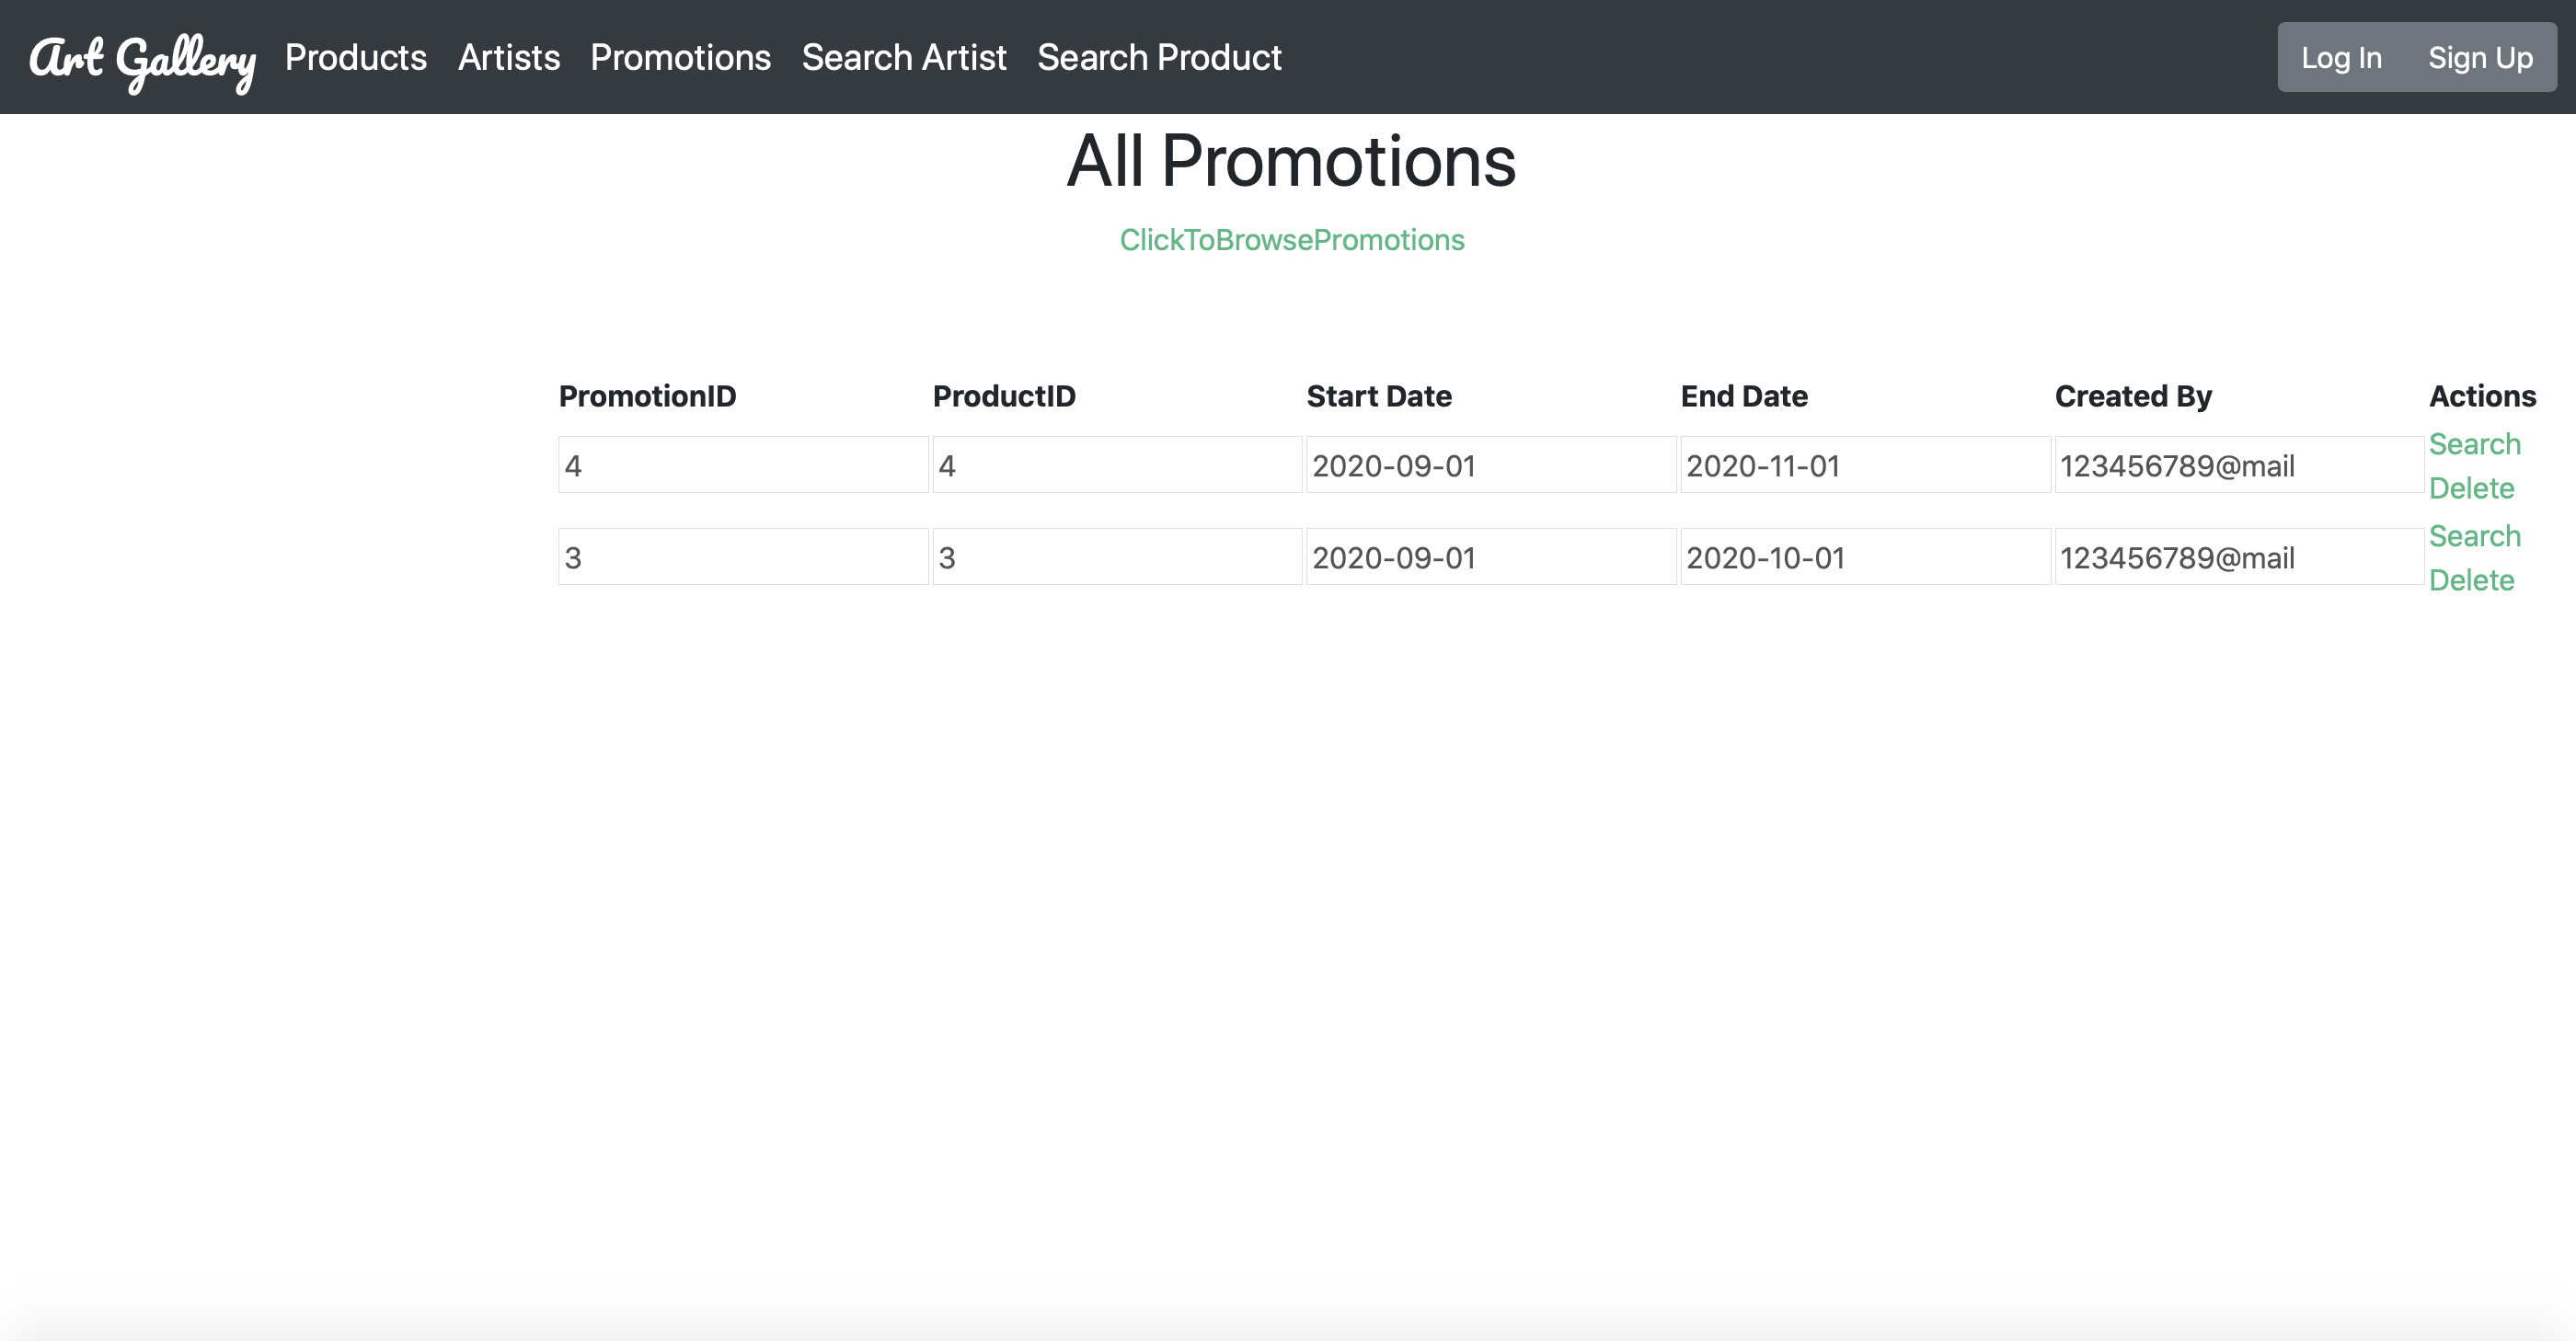 Art Gallery Products Artists Promotions Search Artist Search Product Log In Sign Up
All Promotions
ClickToBrowsePromotions
PromotionID ProductID Start Date End Date Created By Actions
4 4 2020-09-01 2020-11-01 123456789@mail Search
Delete
3 3 2020-09-01 2020-10-01 123456789@mail Search
Delete